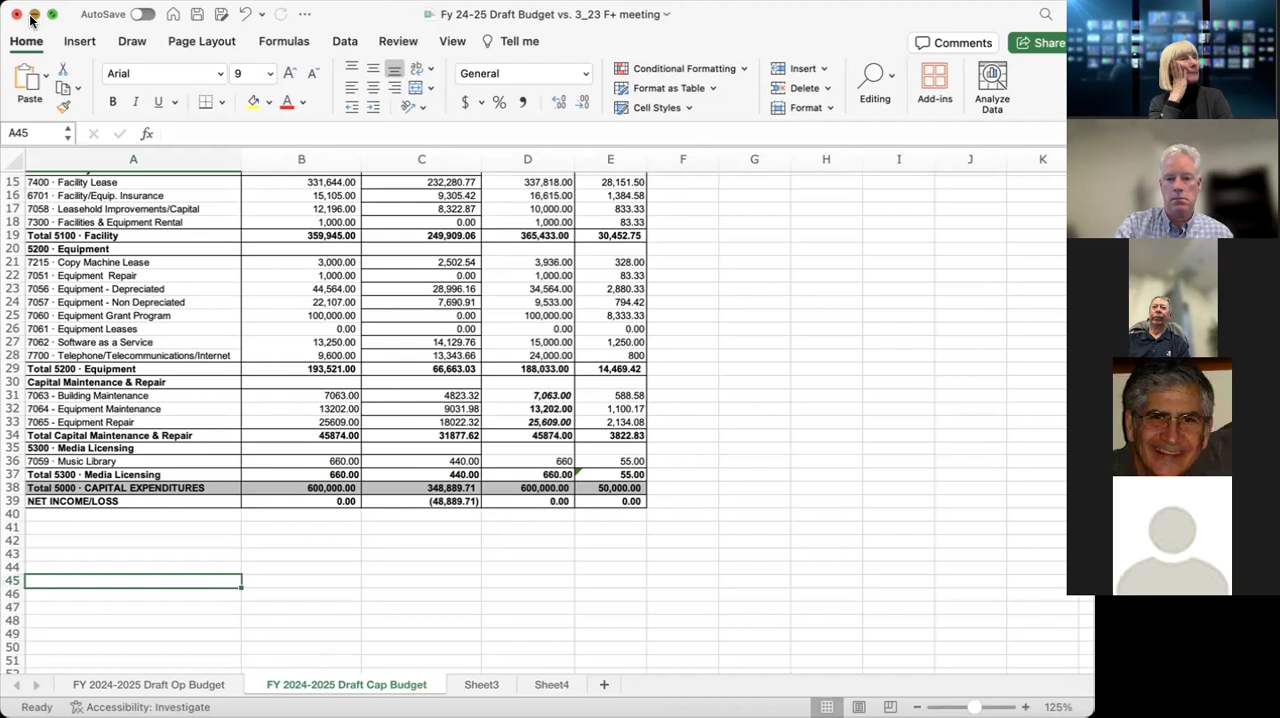 AutoSave Fy 24-25 Draft Budget vs. 3_23 F+ meeting
Home Insert Draw Page Layout Formulas Data Review View Tell me Comments Share
Paste Arial 9 General Conditional Formatting Insert Editing Add-ins Analyze Data
B I U A $ % Format as Table Delete
Cell Styles Format
A45 fx
A B C D E F G H I J K
15 7400 · Facility Lease 331,644.00 232,280.77 337,818.00 28,151.50
16 6701 · Facility/Equip. Insurance 15,105.00 9,305.42 16,615.00 1,384.58
17 7058 · Leasehold Improvements/Capital 12,196.00 8,322.87 10,000.00 833.33
18 7300 · Facilities & Equipment Rental 1,000.00 0.00 1,000.00 83.33
19 Total 5100 · Facility 359,945.00 249,909.06 365,433.00 30,452.75
20 5200 · Equipment
21 7215 · Copy Machine Lease 3,000.00 2,502.54 3,936.00 328.00
22 7051 · Equipment Repair 1,000.00 0.00 1,000.00 83.33
23 7056 · Equipment - Depreciated 44,564.00 28,996.16 34,564.00 2,880.33
24 7057 · Equipment - Non Depreciated 22,107.00 7,690.91 9,533.00 794.42
25 7060 · Equipment Grant Program 100,000.00 0.00 100,000.00 8,333.33
26 7061 · Equipment Leases 0.00 0.00 0.00 0.00
27 7062 · Software as a Service 13,250.00 14,129.76 15,000.00 1,250.00
28 7700 · Telephone/Telecommunications/Internet 9,600.00 13,343.66 24,000.00 800
29 Total 5200 · Equipment 193,521.00 66,663.03 188,033.00 14,469.42
30 Capital Maintenance & Repair
31 7063 - Building Maintenance 7063.00 4823.32 7,063.00 588.58
32 7064 - Equipment Maintenance 13202.00 9031.98 13,202.00 1,100.17
33 7065 - Equipment Repair 25609.00 18022.32 25,609.00 2,134.08
34 Total Capital Maintenance & Repair 45874.00 31877.62 45874.00 3822.83
35 5300 · Media Licensing
36 7059 · Music Library 660.00 440.00 660 55.00
37 Total 5300 · Media Licensing 660.00 440.00 660.00 55.00
38 Total 5000 · CAPITAL EXPENDITURES 600,000.00 348,889.71 600,000.00 50,000.00
39 NET INCOME/LOSS 0.00 (48,889.71) 0.00 0.00
40
41
42
43
44
45
46
47
48
49
50
51
FY 2024-2025 Draft Op Budget FY 2024-2025 Draft Cap Budget Sheet3 Sheet4
Ready Accessibility: Investigate 125%